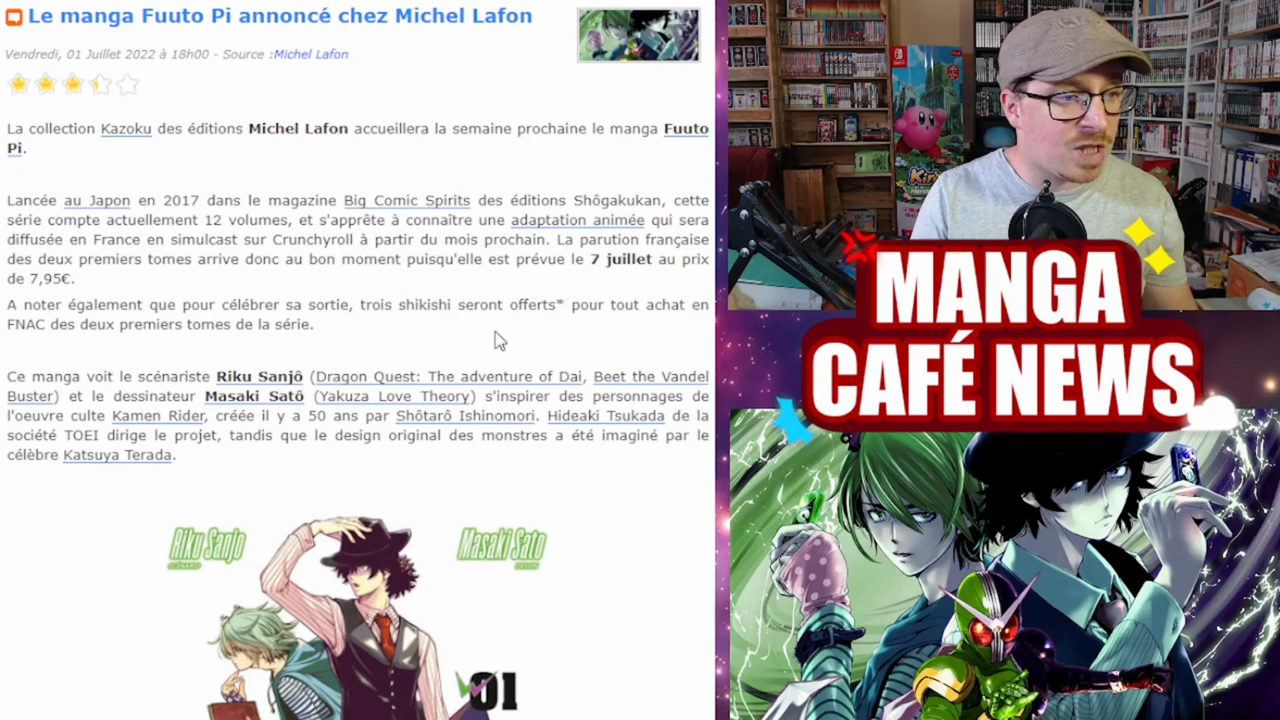 Le manga Fuuto Pi annoncé chez Michel Lafon
Vendredi, 01 Juillet 2022 à 18h00 - Source :Michel Lafon
La collection Kazoku des éditions Michel Lafon accueillera la semaine prochaine le manga Fuuto
Pi.
Lancée au Japon en 2017 dans le magazine Big Comic Spirits des éditions Shôgakukan, cette
série compte actuellement 12 volumes, et s'apprête à connaître une adaptation animée qui sera
diffusée en France en simulcast sur Crunchyroll à partir du mois prochain. La parution française
des deux premiers tomes arrive donc au bon moment puisqu'elle est prévue le 7 juillet au prix
de 7,95€.
A noter également que pour célébrer sa sortie, trois shikishi seront offerts* pour tout achat en
FNAC des deux premiers tomes de la série.
Ce manga voit le scénariste Riku Sanjô (Dragon Quest: The adventure of Dai, Beet the Vandel
Buster) et le dessinateur Masaki Satô (Yakuza Love Theory) s'inspirer des personnages de
l'oeuvre culte Kamen Rider, créée il y a 50 ans par Shôtarô Ishinomori. Hideaki Tsukada de la
société TOEI dirige le projet, tandis que le design original des monstres a été imaginé par le
célèbre Katsuya Terada.
Riku Sanjo
SCÉNARIO
Masaki Sato
DESSIN
01
MANGA
CAFÉ NEWS